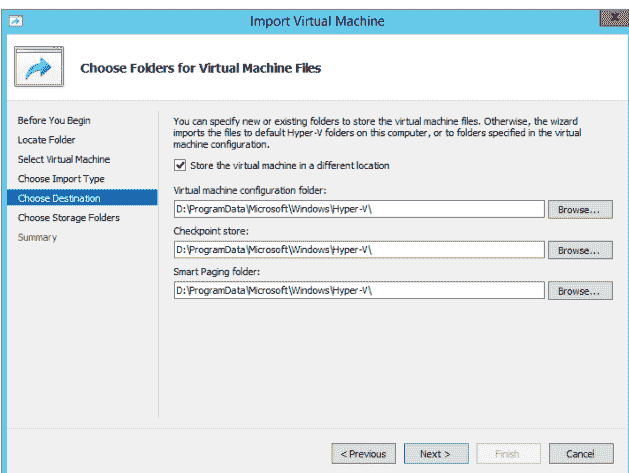 Import Virtual Machine
Choose Folders for Virtual Machine Files
Before You Begin
Locate Folder
Select Virtual Machine
Choose Import Type
Choose Destination
Choose Storage Folders
Summary
You can specify new or existing folders to store the virtual machine files. Otherwise, the wizard
imports the files to default Hyper-V folders on this computer, or to folders specified in the virtual
machine configuration.
Store the virtual machine in a different location
Virtual machine configuration folder:
D:\ProgramData\Microsoft\Windows\Hyper-V\
Browse...
Checkpoint store:
D:\ProgramData\Microsoft\Windows\Hyper-V\
Browse...
Smart Paging folder:
D:\ProgramData\Microsoft\Windows\Hyper-V\
Browse...
< Previous
Next >
Finish
Cancel